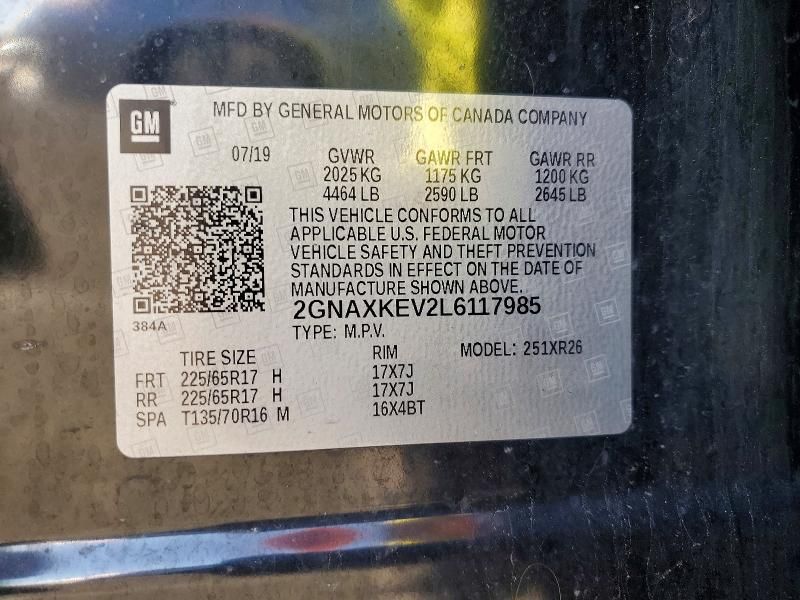 GM
MFD BY GENERAL MOTORS OF CANADA COMPANY
07/19 GVWR GAWR FRT GAWR RR
2025 KG 1175 KG 1200 KG
4464 LB 2590 LB 2645 LB
THIS VEHICLE CONFORMS TO ALL
APPLICABLE U.S. FEDERAL MOTOR
VEHICLE SAFETY AND THEFT PREVENTION
STANDARDS IN EFFECT ON THE DATE OF
MANUFACTURE SHOWN ABOVE.
2GNAXKEV2L6117985
384A
TYPE: M.P.V.
TIRE SIZE RIM MODEL: 251XR26
FRT 225/65R17 H 17X7J
RR 225/65R17 H 17X7J
SPA T135/70R16 M 16X4BT